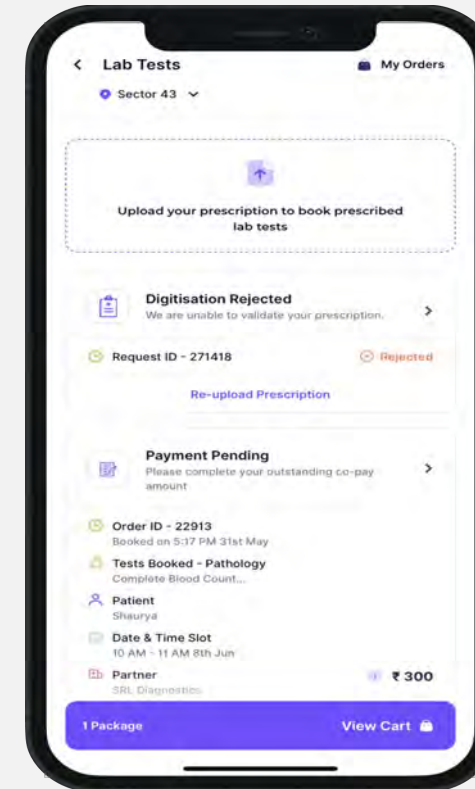 Lab Tests
My Orders
Sector 43
Upload your prescription to book prescribed
lab tests
Digitisation Rejected
We are unable to validate your prescription.
Request ID - 271418
Rejected
Re-upload Prescription
Payment Pending
Please complete your outstanding co-pay
amount
Order ID - 22913
Booked on 5:17 PM 31st May
Tests Booked - Pathology
Complete Blood Count...
Patient
Shaurya
Date & Time Slot
10 AM - 11 AM 8th Jun
Partner
₹ 300
SRL Diagnostics
1 Package
View Cart